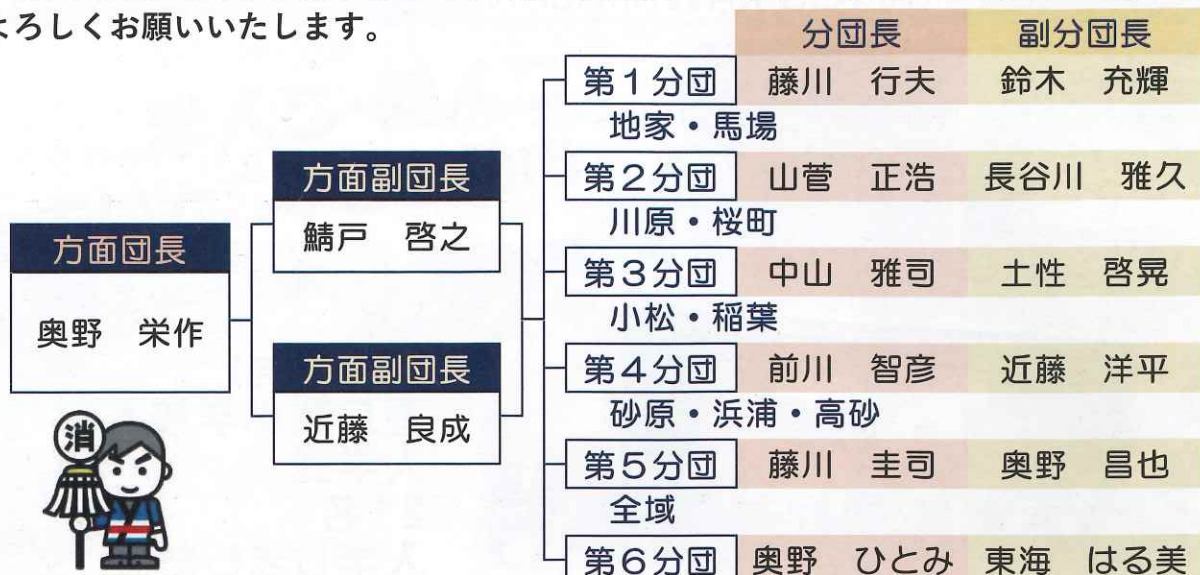 よろしくお願いいたします。
方面団長
奥野　栄作
方面副団長
鯖戸　啓之
方面副団長
近藤　良成
分団長　副分団長
第1分団　藤川　行夫　鈴木　充輝
地家・馬場
第2分団　山菅　正浩　長谷川　雅久
川原・桜町
第3分団　中山　雅司　土性　啓晃
小松・稲葉
第4分団　前川　智彦　近藤　洋平
砂原・浜浦・高砂
第5分団　藤川　圭司　奥野　昌也
全域
第6分団　奥野　ひとみ　東海　はる美
消